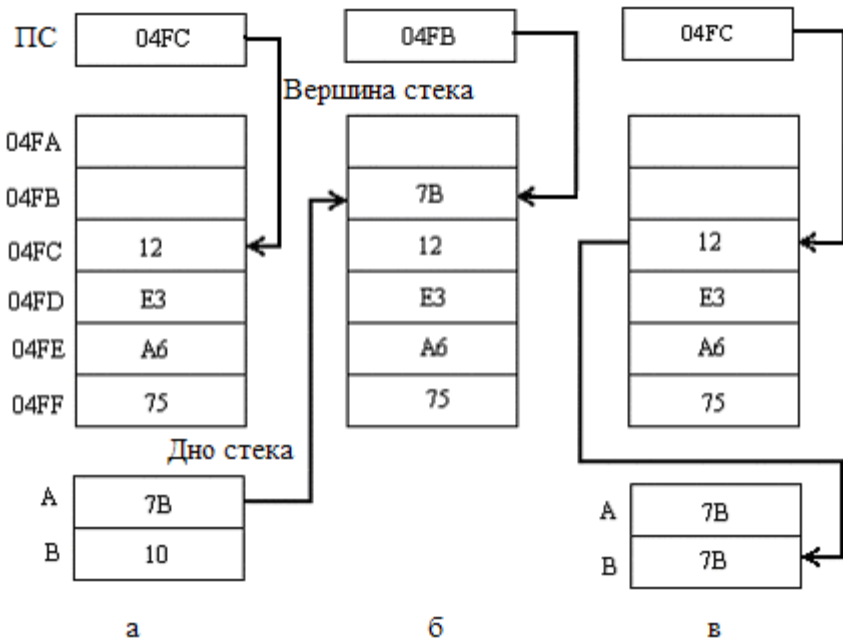 ПС 04FC 04FB 04FC
Вершина стека
04FA
04FB 7B
04FC 12 12 12
04FD E3 E3 E3
04FE A6 A6 A6
04FF 75 75 75
Дно стека
A 7B A 7B
B 10 B 7B
а б в